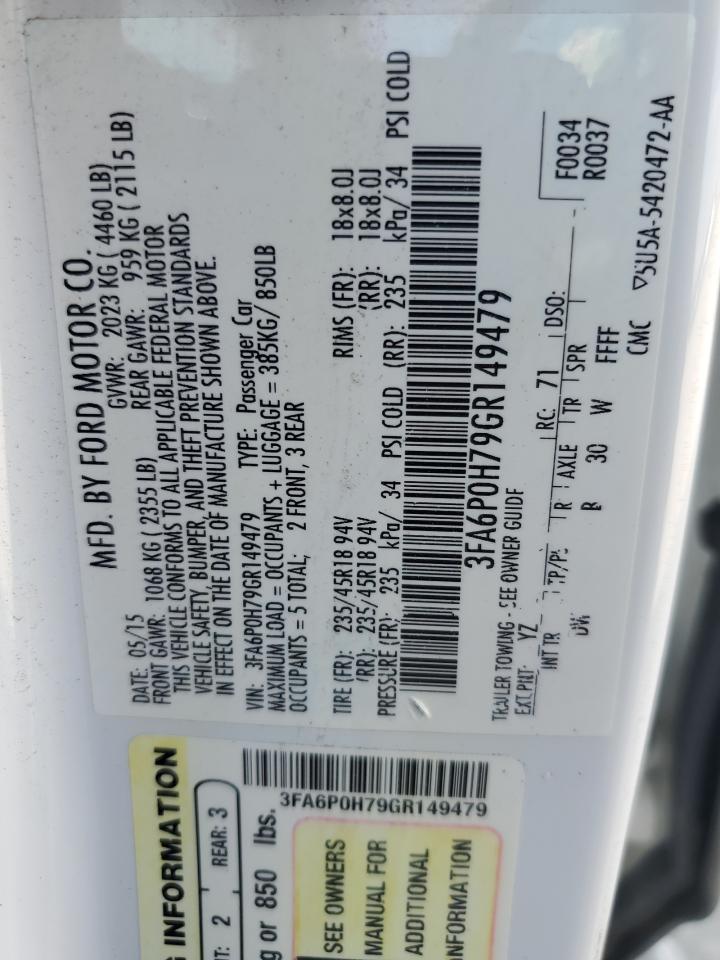 MFD. BY FORD MOTOR CO.
DATE: 05/15 GVWR: 2023 KG ( 4460 LB)
FRONT GAWR: 1068 KG ( 2355 LB) REAR GAWR: 959 KG ( 2115 LB)
THIS VEHICLE CONFORMS TO ALL APPLICABLE FEDERAL MOTOR
VEHICLE SAFETY, BUMPER, AND THEFT PREVENTION STANDARDS
IN EFFECT ON THE DATE OF MANUFACTURE SHOWN ABOVE.
VIN: 3FA6P0H79GR149479 TYPE: Passenger Car
MAXIMUM LOAD = OCCUPANTS + LUGGAGE = 385KG/ 850LB
OCCUPANTS = 5 TOTAL; 2 FRONT, 3 REAR
TIRE (FR): 235/45R18 94V RIMS (FR): 18x8.0J
(RR): 235/45R18 94V (RR): 18x8.0J
PRESSURE (FR): 235 kPa/ 34 PSI COLD (RR): 235 kPa/ 34 PSI COLD
3FA6P0H79GR149479
TRAILER TOWING - SEE OWNER GUIDE
F0034
R0037
EXT PNT: YZ RC: 71 DSO:
INT TR TP/PS R AXLE TR SPR
DW B 30 W FFFF
CMC ▽5U5A-5420472-AA
G INFORMATION
NT: 2 REAR: 3
g or 850 lbs.
3FA6P0H79GR149479
SEE OWNERS
MANUAL FOR
ADDITIONAL
INFORMATION